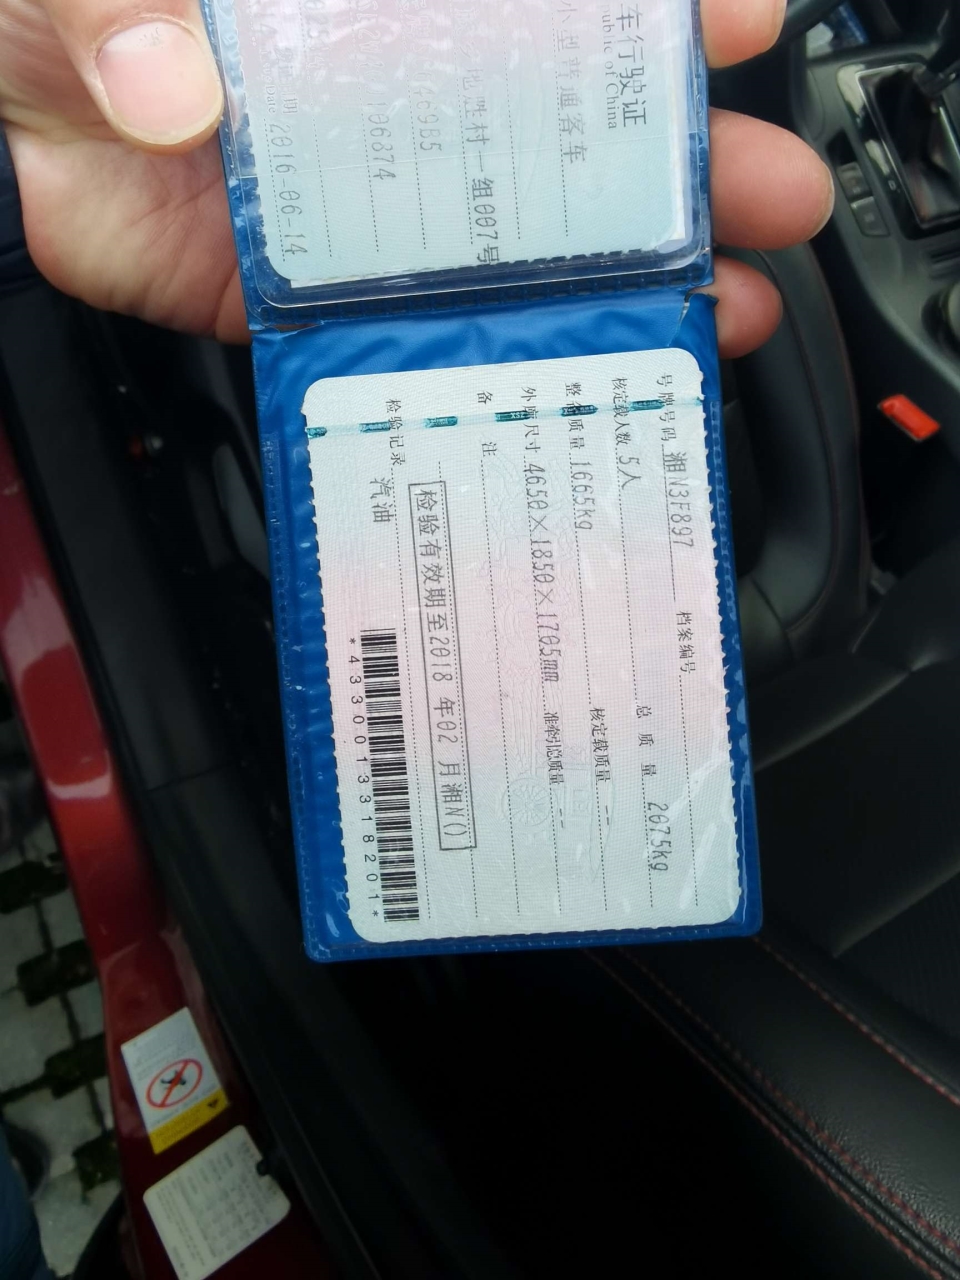 车行驶证
public of China
小型普通客车
胜村一组007号
469B85
106874
2016-06-14
号牌号码 湘N3F897 档案编号
核定载人数 5人 总质量 2075kg
整备质量 1665kg 核定载质量 --
外廓尺寸 4650×1850×1705mm 准牵引总质量 --
备注
检验有效期至2018年02月湘N()
检验记录 汽油
*4330013318201*